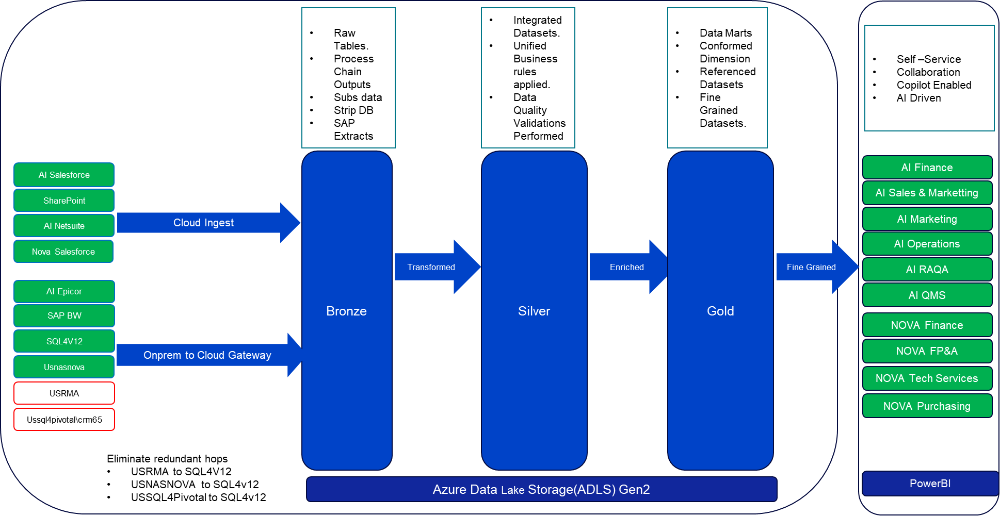 • Raw
Tables.
• Process
Chain
Outputs
• Subs data
• Strip DB
• SAP
Extracts
• Integrated
Datasets.
• Unified
Business
rules
applied.
• Data
Quality
Validations
Performed
• Data Marts
• Conformed
Dimension
• Referenced
Datasets
• Fine
Grained
Datasets.
• Self –Service
• Collaboration
• Copilot Enabled
• AI Driven
AI Salesforce
SharePoint
AI Netsuite
Nova Salesforce
AI Epicor
SAP BW
SQL4V12
Usnasnova
USRMA
Ussql4pivotal\crm65
Cloud Ingest
Onprem to Cloud Gateway
Bronze
Transformed
Silver
Enriched
Gold
Fine Grained
AI Finance
AI Sales & Marketting
AI Marketing
AI Operations
AI RAQA
AI QMS
NOVA Finance
NOVA FP&A
NOVA Tech Services
NOVA Purchasing
Eliminate redundant hops
• USRMA to SQL4V12
• USNASNOVA to SQL4v12
• USSQL4Pivotal to SQL4v12
Azure Data Lake Storage(ADLS) Gen2
PowerBI